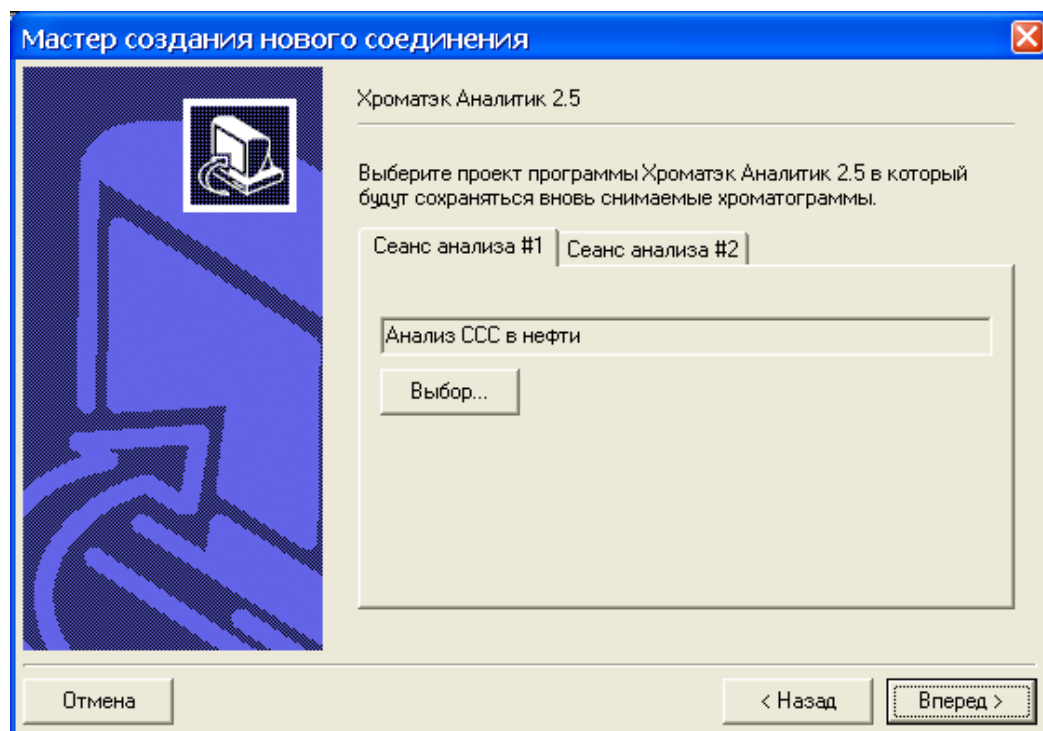 Мастер создания нового соединения
Хроматэк Аналитик 2.5
Выберите проект программы Хроматэк Аналитик 2.5 в который
будут сохраняться вновь снимаемые хроматограммы.
Сеанс анализа #1
Сеанс анализа #2
Анализ ССС в нефти
Выбор...
Отмена
< Назад
Вперед >